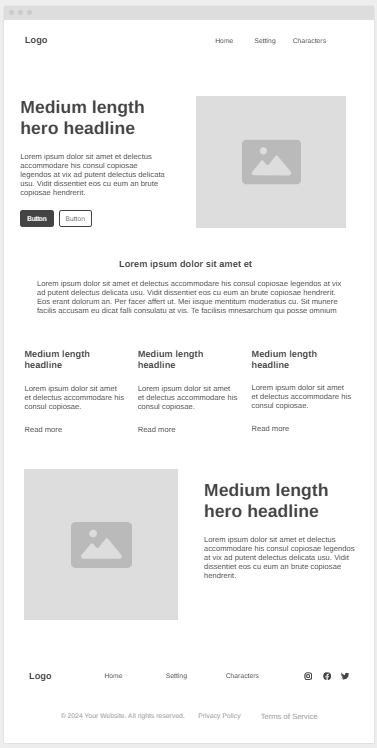 Logo
Home Setting Characters
Medium length
hero headline
Lorem ipsum dolor sit amet et delectus
accommodare his consul copiosae
legendos at vix ad putent delectus delicata
usu. Vidit dissentiet eos cu eum an brute
copiosae hendrerit.
Button Button
Lorem ipsum dolor sit amet et
Lorem ipsum dolor sit amet et delectus accommodare his consul copiosae legendos at vix
ad putent delectus delicata usu. Vidit dissentiet eos cu eum an brute copiosae hendrerit.
Eos erant dolorum an. Per facer affert ut. Mei iisque mentitum moderatius cu. Sit munere
facilis accusam eu dicat falli consulatu at vis. Te facilisis mnesarchum qui posse omnium
Medium length
headline
Lorem ipsum dolor sit amet
et delectus accommodare his
consul copiosae.
Read more
Medium length
headline
Lorem ipsum dolor sit amet
et delectus accommodare his
consul copiosae.
Read more
Medium length
headline
Lorem ipsum dolor sit amet
et delectus accommodare his
consul copiosae.
Read more
Medium length
hero headline
Lorem ipsum dolor sit amet et delectus
accommodare his consul copiosae legendos
at vix ad putent delectus delicata usu. Vidit
dissentiet eos cu eum an brute copiosae
hendrerit.
Logo Home Setting Characters
© 2024 Your Website. All rights reserved. Privacy Policy Terms of Service